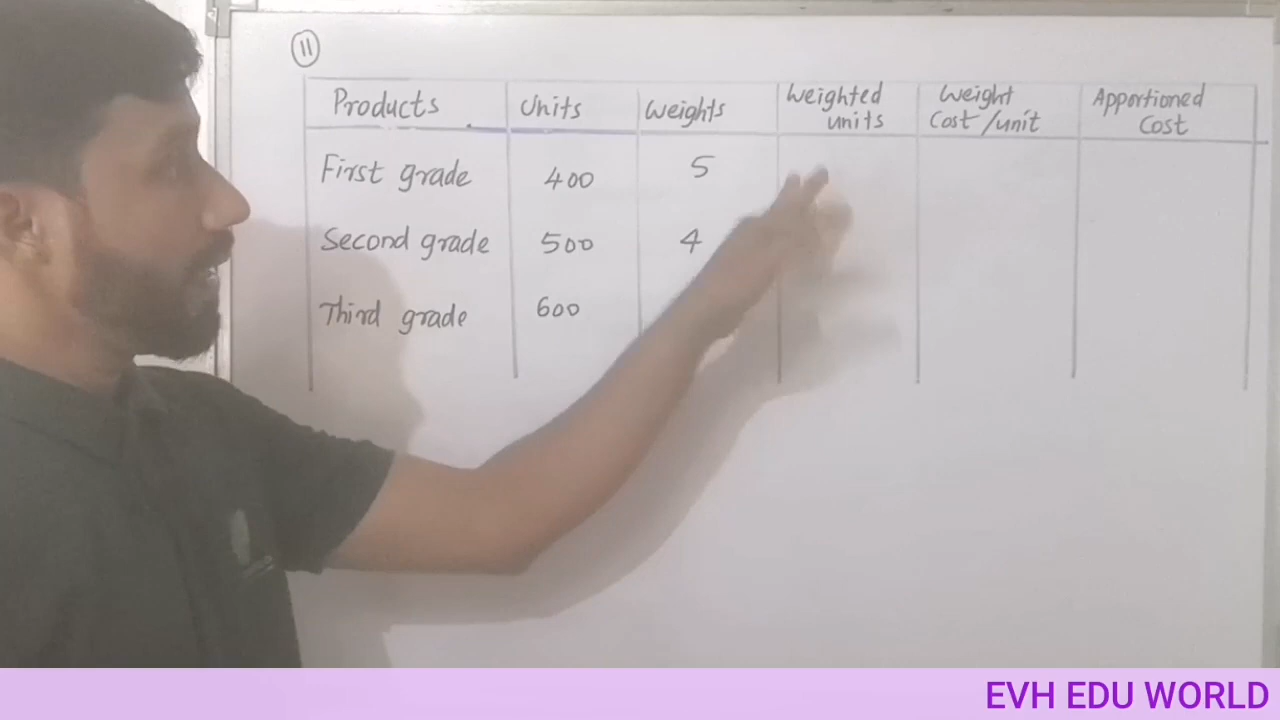 11
Products Units Weights Weighted units Weight Cost/unit Apportioned Cost
First grade 400 5
Second grade 500 4
Third grade 600
EVH EDU WORLD